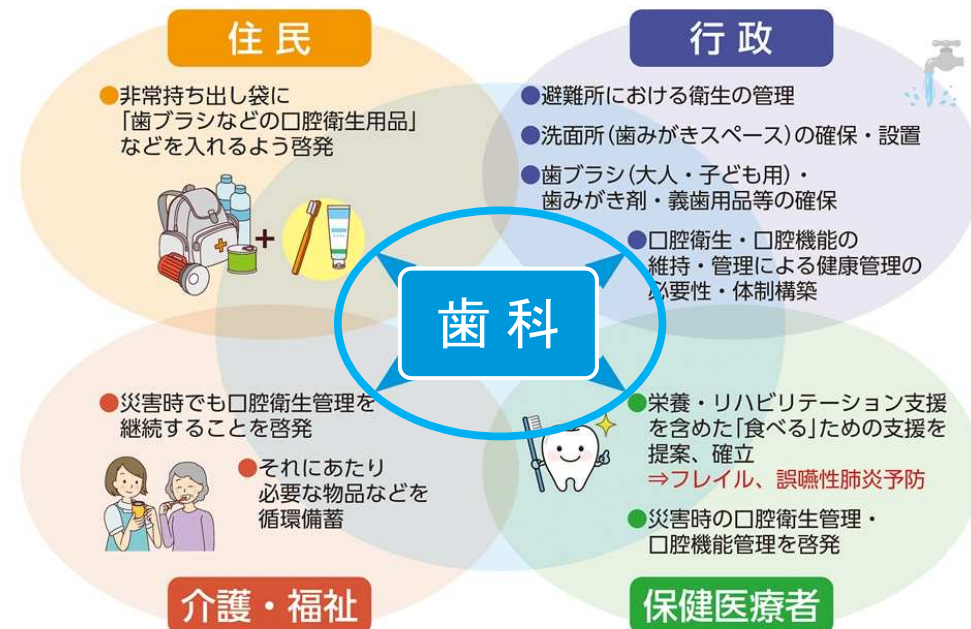 住民
●非常持ち出し袋に
「歯ブラシなどの口腔衛生用品」
などを入れるよう啓発
+
行政
●避難所における衛生の管理
●洗面所(歯みがきスペース)の確保・設置
●歯ブラシ(大人・子ども用)・
歯みがき剤・義歯用品等の確保
●口腔衛生・口腔機能の
維持・管理による健康管理の
必要性・体制構築
歯科
●災害時でも口腔衛生管理を
継続することを啓発
●それにあたり
必要な物品などを
循環備蓄
介護・福祉
●栄養・リハビリテーション支援
を含めた「食べる」ための支援を
提案、確立
⇒フレイル、誤嚥性肺炎予防
●災害時の口腔衛生管理・
口腔機能管理を啓発
保健医療者